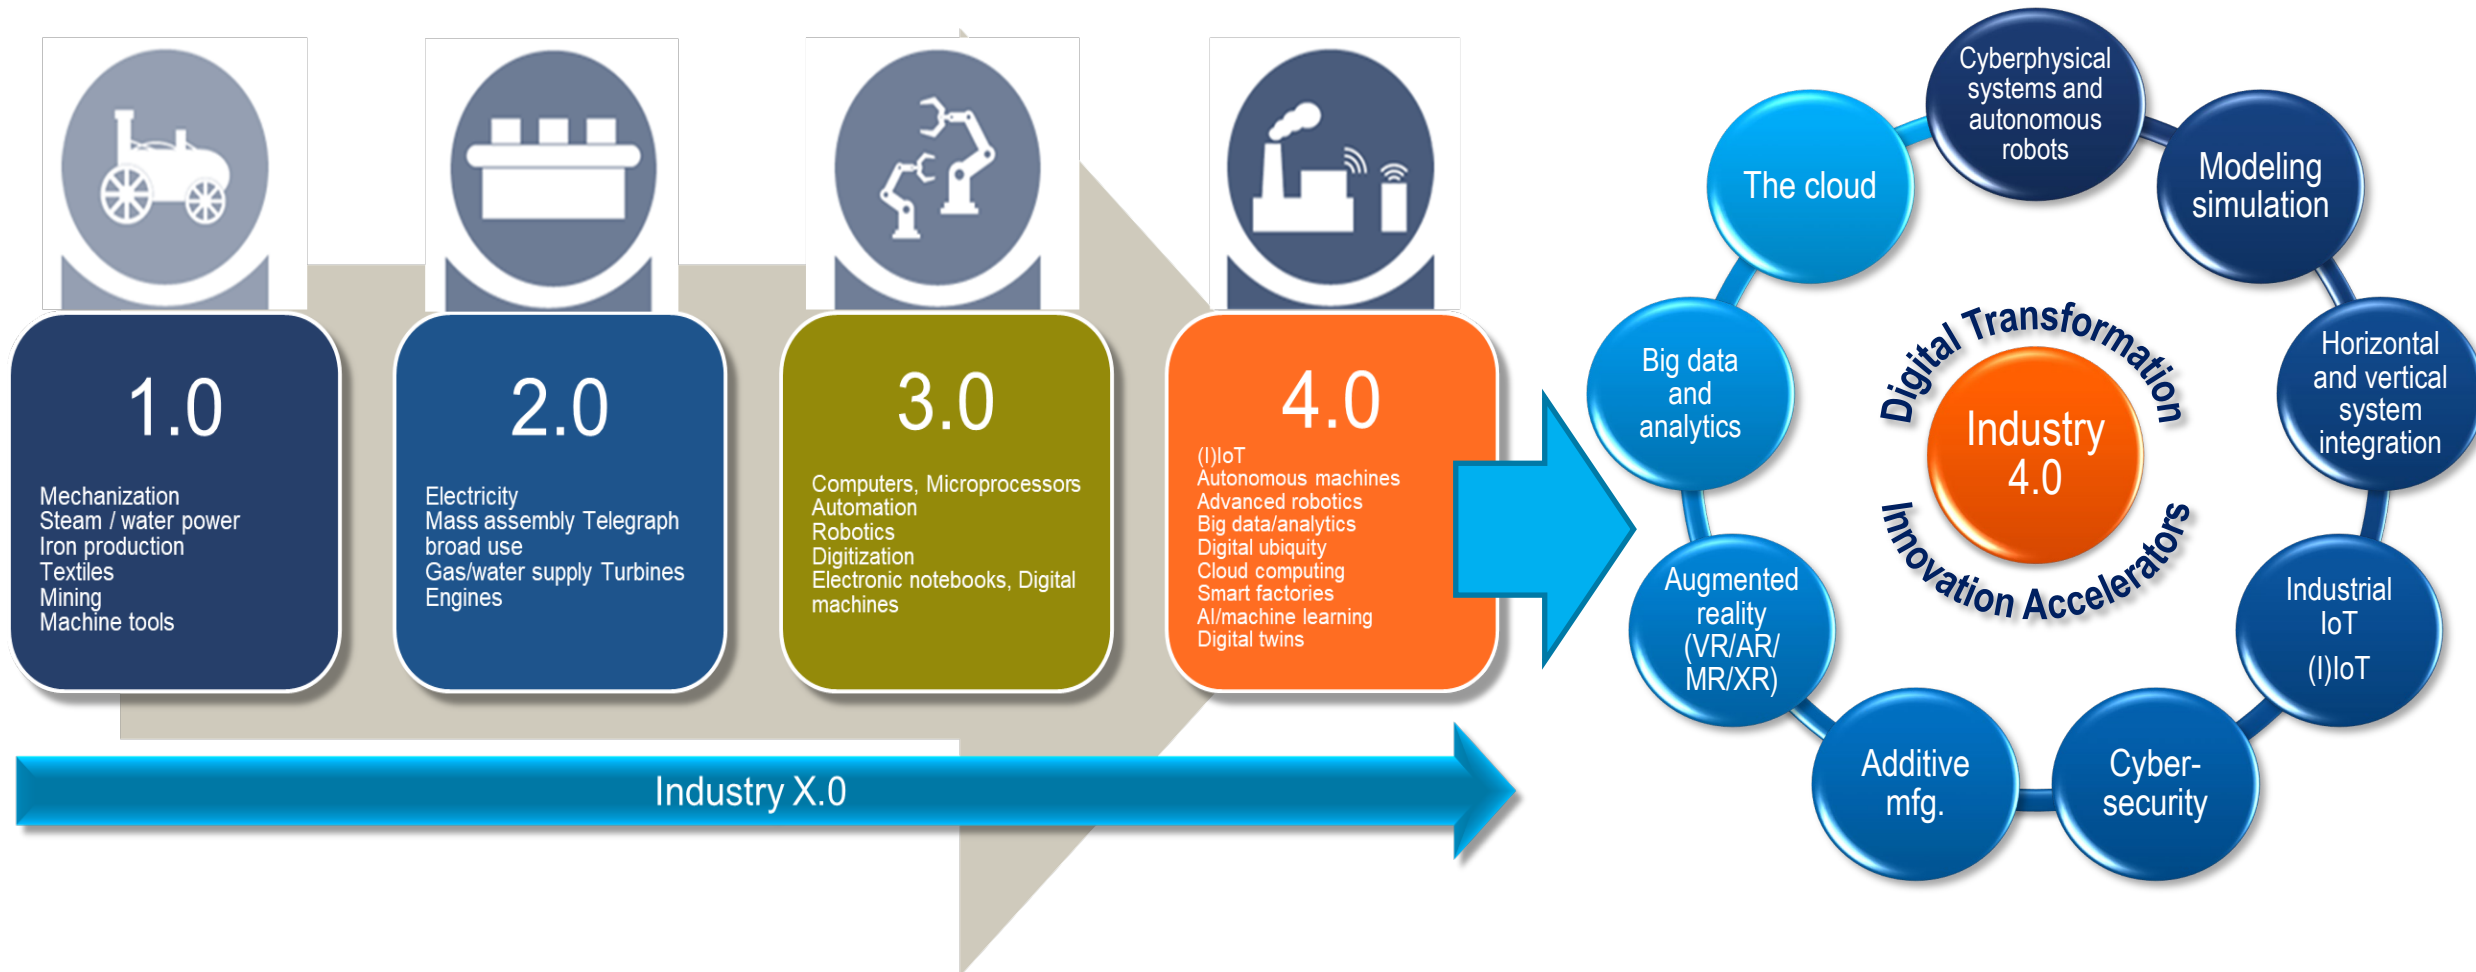 1.0
Mechanization
Steam / water power
Iron production
Textiles
Mining
Machine tools
2.0
Electricity
Mass assembly Telegraph
broad use
Gas/water supply Turbines
Engines
3.0
Computers, Microprocessors
Automation
Robotics
Digitization
Electronic notebooks, Digital
machines
4.0
(I)IoT
Autonomous machines
Advanced robotics
Big data/analytics
Digital ubiquity
Cloud computing
Smart factories
AI/machine learning
Digital twins
Industry X.0
Digital Transformation
Industry
4.0
Innovation Accelerators
Cyberphysical
systems and
autonomous
robots
Modeling
simulation
Horizontal
and vertical
system
integration
Industrial
IoT
(I)IoT
Cyber-
security
Additive
mfg.
Augmented
reality
(VR/AR/
MR/XR)
Big data
and
analytics
The cloud